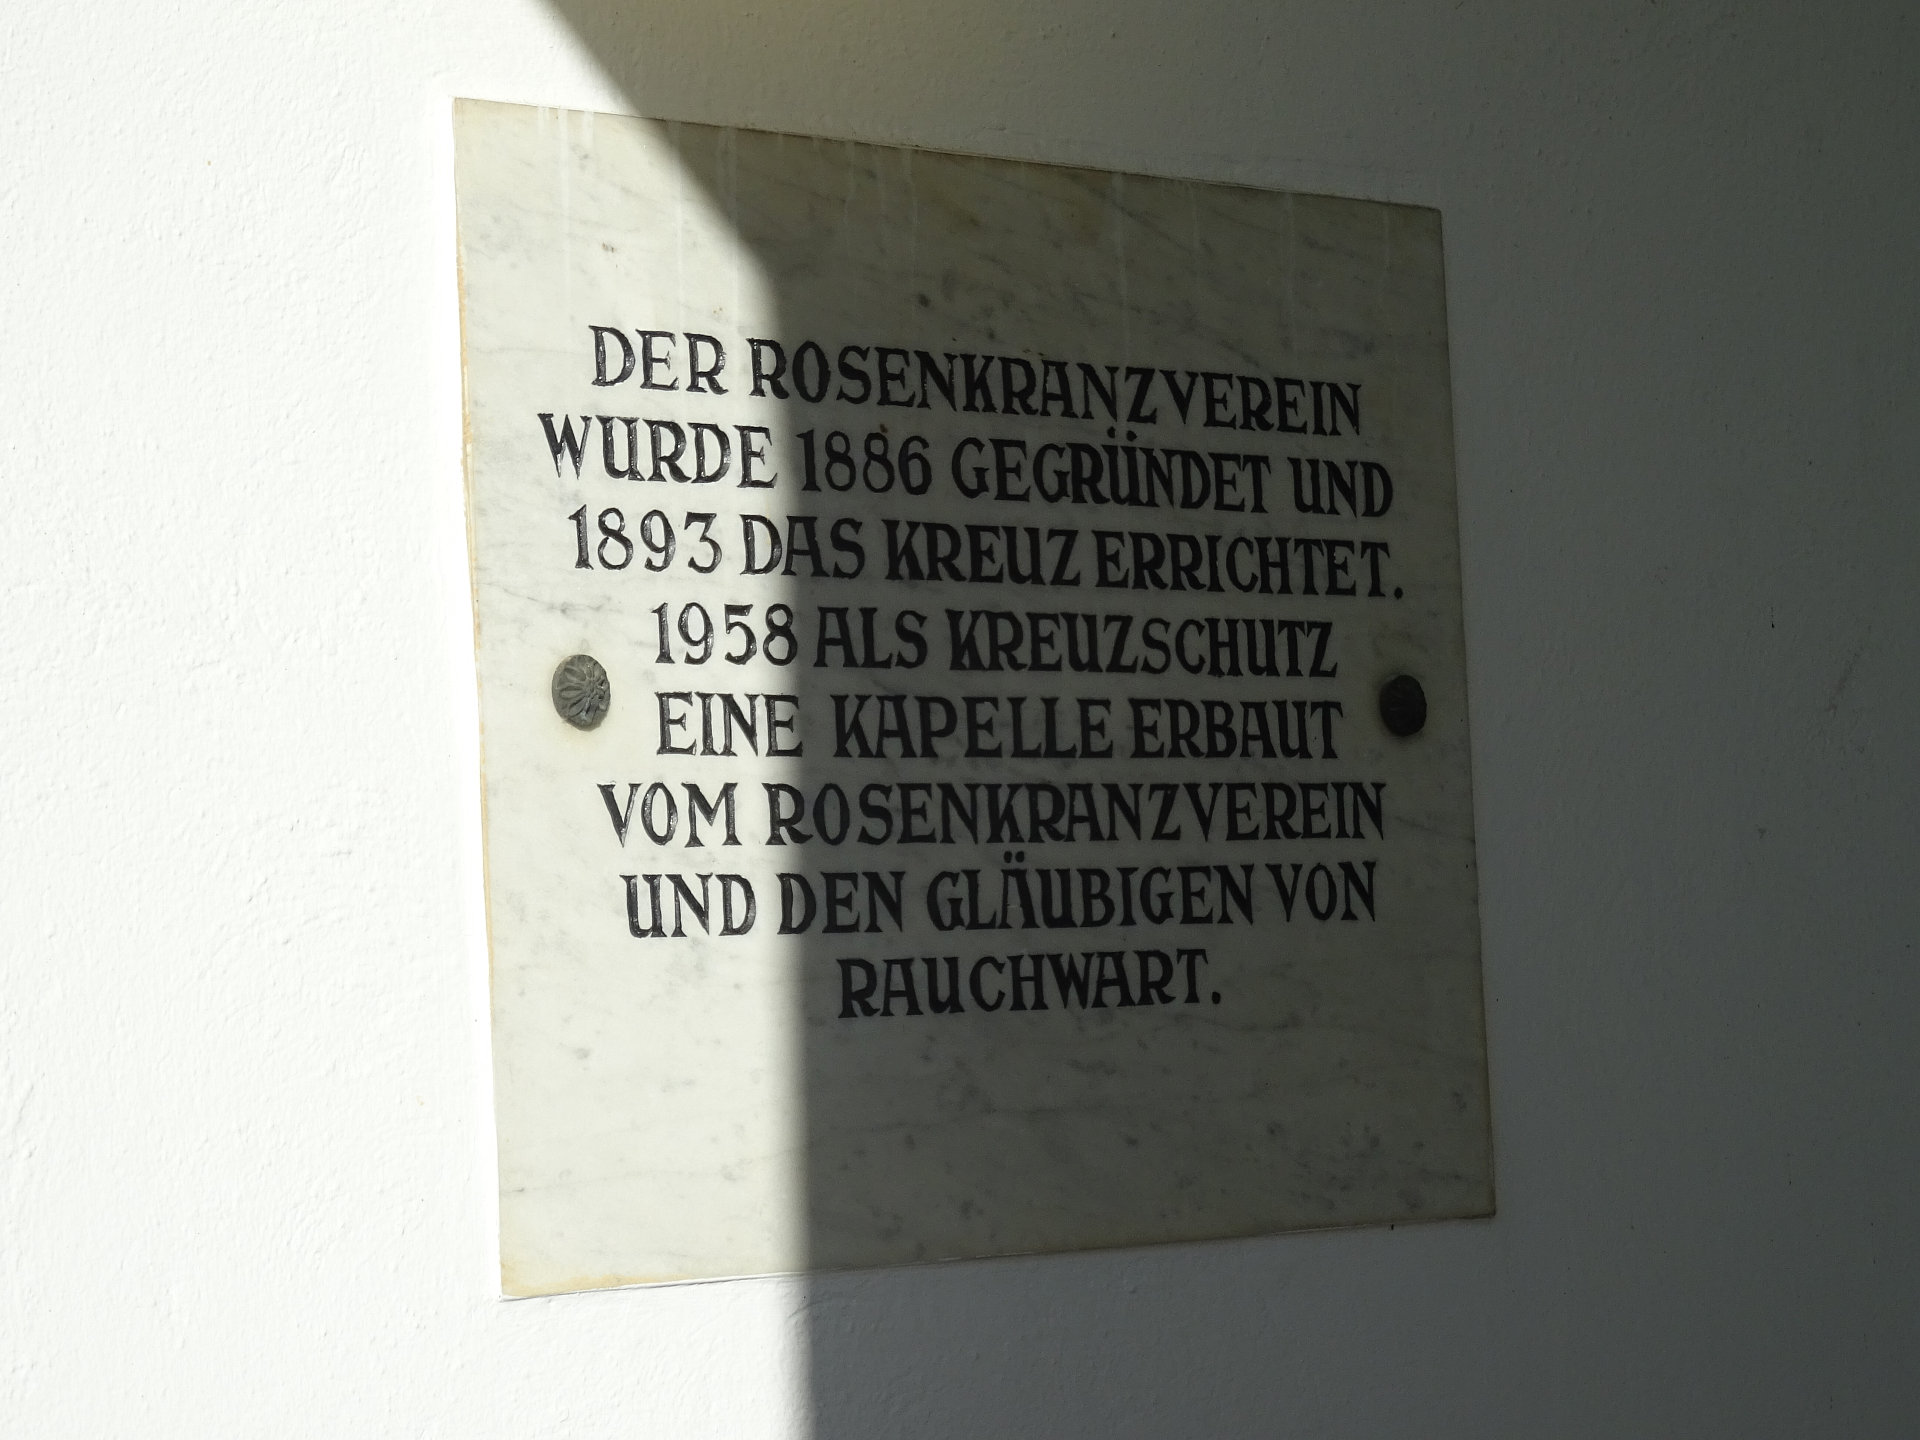 DER ROSENKRANZVEREIN
WURDE 1886 GEGRÜNDET UND
1893 DAS KREUZ ERRICHTET.
1958 ALS KREUZSCHUTZ
EINE KAPELLE ERBAUT
VOM ROSENKRANZVEREIN
UND DEN GLÄUBIGEN VON
RAUCHWART.